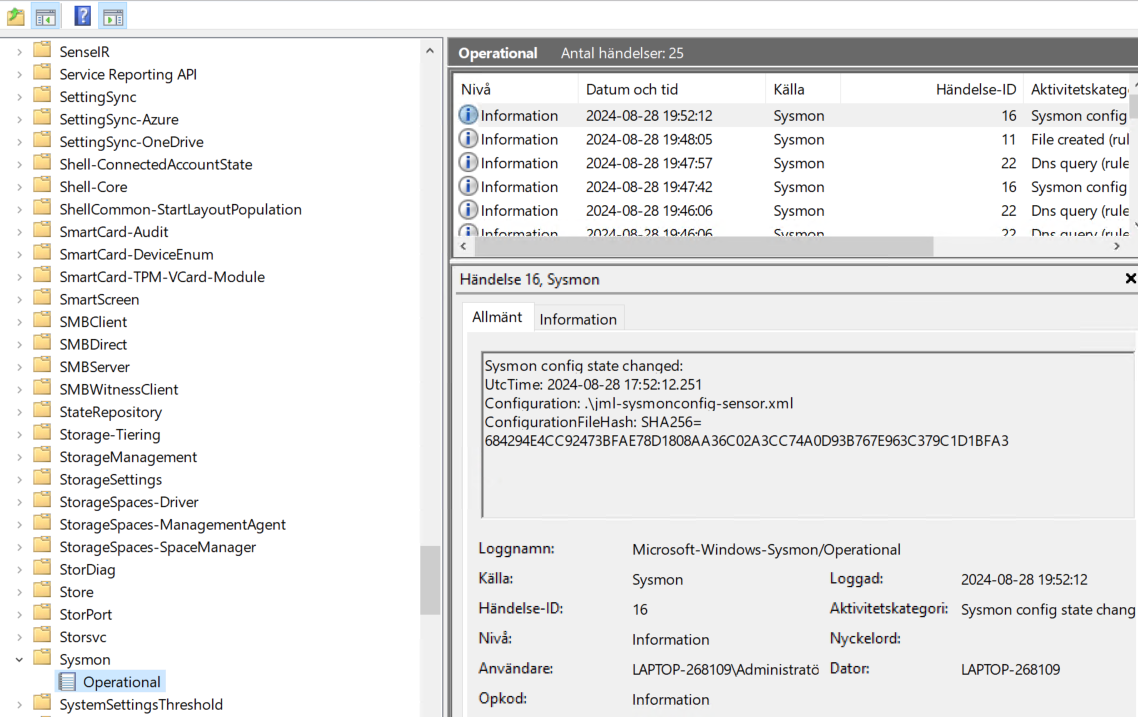 SenseIR
Service Reporting API
SettingSync
SettingSync-Azure
SettingSync-OneDrive
Shell-ConnectedAccountState
Shell-Core
ShellCommon-StartLayoutPopulation
SmartCard-Audit
SmartCard-DeviceEnum
SmartCard-TPM-VCard-Module
SmartScreen
SMBClient
SMBDirect
SMBServer
SMBWitnessClient
StateRepository
Storage-Tiering
StorageManagement
StorageSettings
StorageSpaces-Driver
StorageSpaces-ManagementAgent
StorageSpaces-SpaceManager
StorDiag
Store
StorPort
Storsvc
Sysmon
Operational
SystemSettingsThreshold
Operational Antal händelser: 25
Nivå Datum och tid Källa Händelse-ID Aktivitetskateg
Information 2024-08-28 19:52:12 Sysmon 16 Sysmon config
Information 2024-08-28 19:48:05 Sysmon 11 File created (rul
Information 2024-08-28 19:47:57 Sysmon 22 Dns query (rule
Information 2024-08-28 19:47:42 Sysmon 16 Sysmon config
Information 2024-08-28 19:46:06 Sysmon 22 Dns query (rule
Information 2024-08-28 19:46:06 Sysmon 22 Dns query (rule
Händelse 16, Sysmon
Allmänt Information
Sysmon config state changed:
UtcTime: 2024-08-28 17:52:12.251
Configuration: .\jml-sysmonconfig-sensor.xml
ConfigurationFileHash: SHA256=
684294E4CC92473BFAE78D1808AA36C02A3CC74A0D93B767E963C379C1D1BFA3
Loggnamn: Microsoft-Windows-Sysmon/Operational
Källa: Sysmon Loggad: 2024-08-28 19:52:12
Händelse-ID: 16 Aktivitetskategori: Sysmon config state chang
Nivå: Information Nyckelord:
Användare: LAPTOP-268109\Administratö Dator: LAPTOP-268109
Opkod: Information